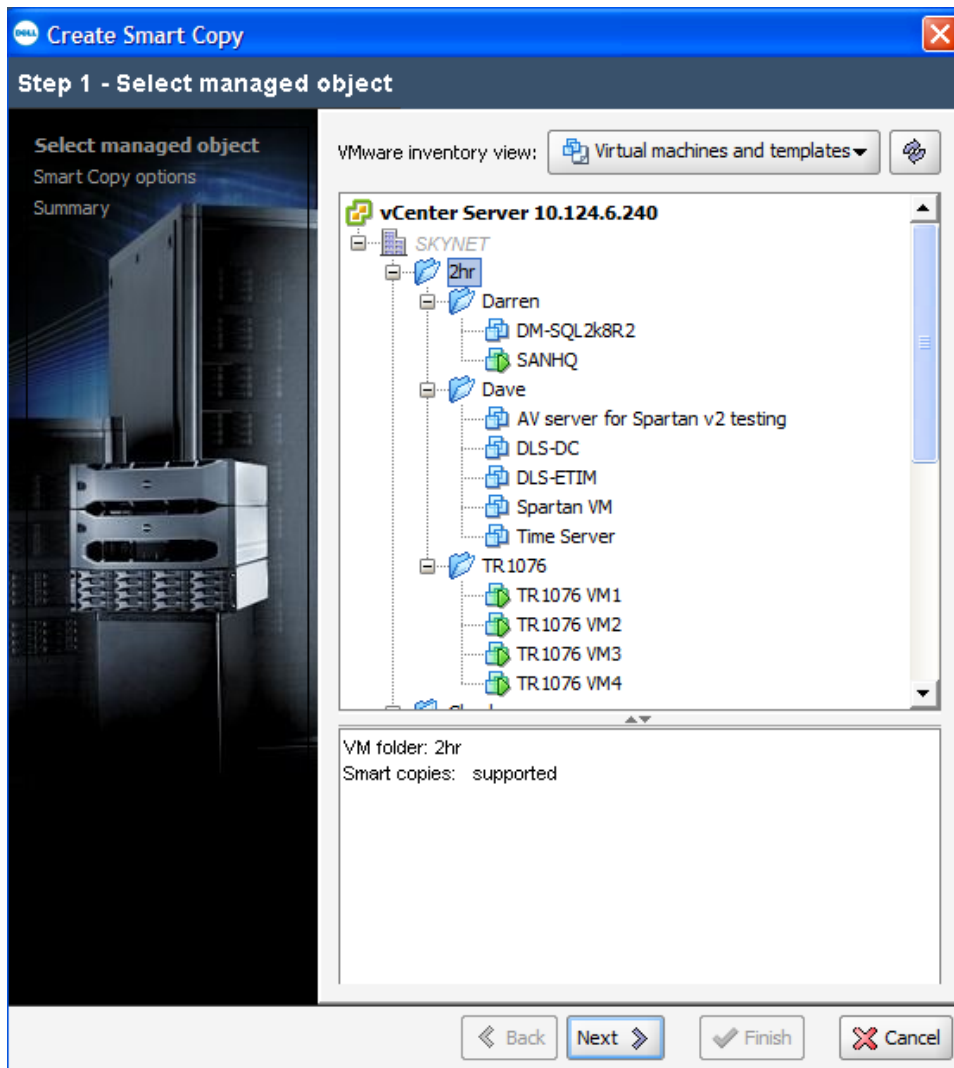 DELL Create Smart Copy
Step 1 - Select managed object
Select managed object
Smart Copy options
Summary
VMware inventory view: Virtual machines and templates
vCenter Server 10.124.6.240
SKYNET
2hr
Darren
DM-SQL2k8R2
SANHQ
Dave
AV server for Spartan v2 testing
DLS-DC
DLS-ETIM
Spartan VM
Time Server
TR1076
TR1076 VM1
TR1076 VM2
TR1076 VM3
TR1076 VM4
VM folder: 2hr
Smart copies: supported
Back Next Finish Cancel